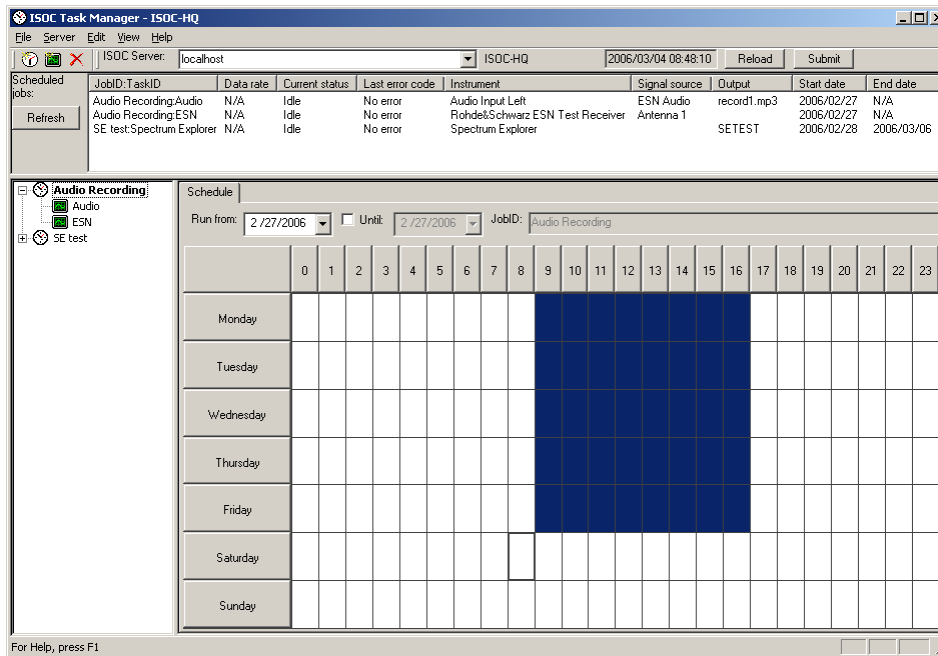 ISOC Task Manager - ISOC-HQ
File Server Edit View Help
ISOC Server: localhost ISOC-HQ 2006/03/04 08:48:10 Reload Submit
Scheduled jobs:
Refresh
JobID:TaskID Data rate Current status Last error code Instrument Signal source Output Start date End date
Audio Recording:Audio N/A Idle No error Audio Input Left ESN Audio record1.mp3 2006/02/27 N/A
Audio Recording:ESN N/A Idle No error Rohde&Schwarz ESN Test Receiver Antenna 1 2006/02/27 N/A
SE test:Spectrum Explorer N/A Idle No error Spectrum Explorer SETEST 2006/02/28 2006/03/06
Audio Recording
Audio
ESN
SE test
Schedule
Run from: 2 /27/2006 Until: 2 /27/2006 JobID: Audio Recording
0 1 2 3 4 5 6 7 8 9 10 11 12 13 14 15 16 17 18 19 20 21 22 23
Monday
Tuesday
Wednesday
Thursday
Friday
Saturday
Sunday
For Help, press F1